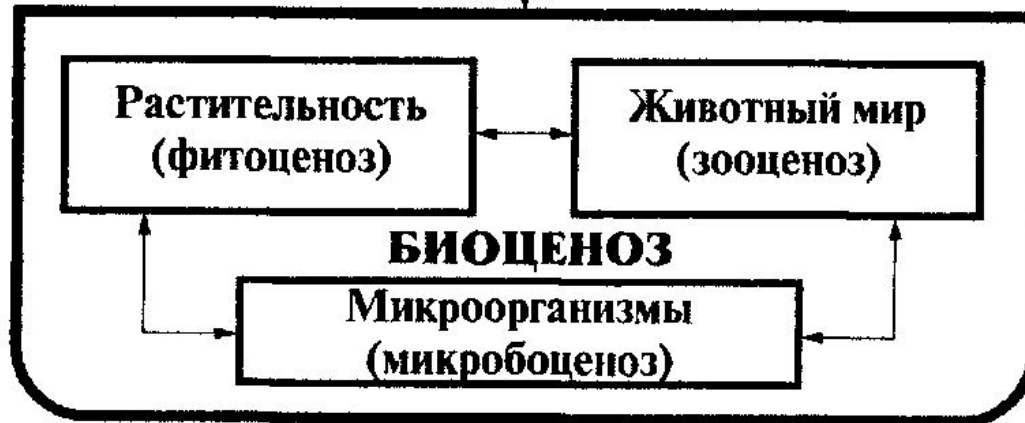 Растительность
(фитоценоз)
Животный мир
(зооценоз)
БИОЦЕНОЗ
Микроорганизмы
(микробоценоз)